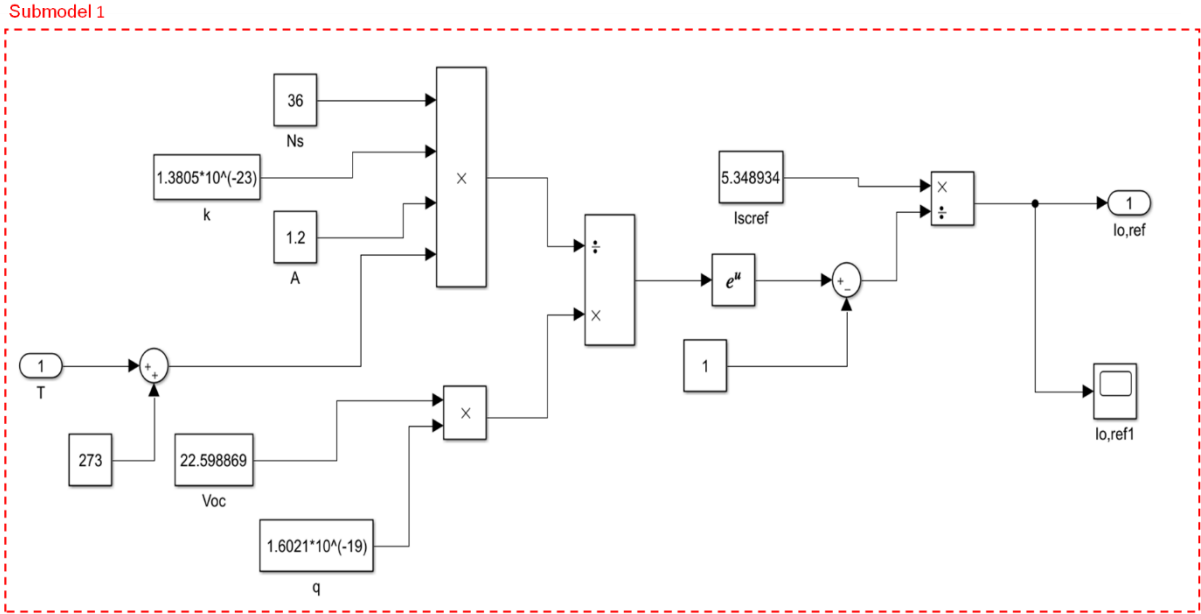 Submodel 1
36
Ns
1.3805*10^(-23)
k
×
1.2
A
1
T
+
+
273
22.598869
Voc
1.6021*10^(-19)
q
×
÷
×
eᵘ
1
+
−
5.348934
Iscref
×
÷
1
Io,ref
Io,ref1